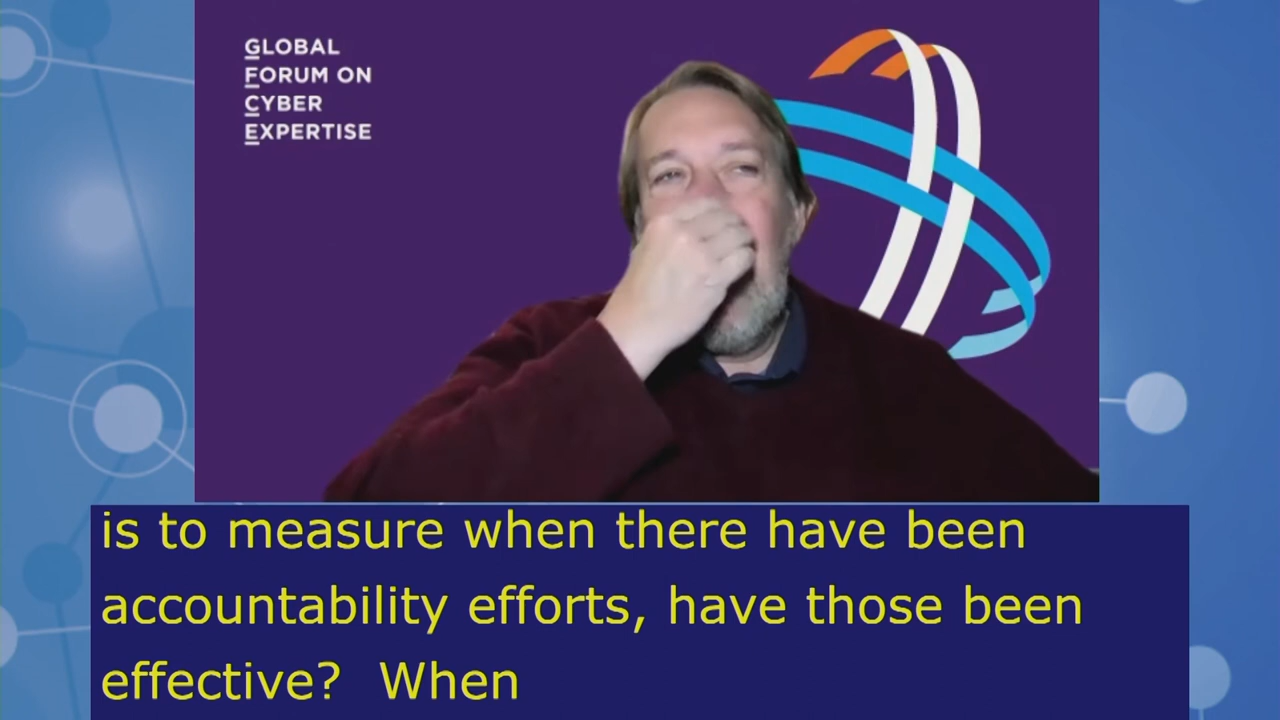 GLOBAL
FORUM ON
CYBER
EXPERTISE
is to measure when there have been
accountability efforts, have those been
effective?  When